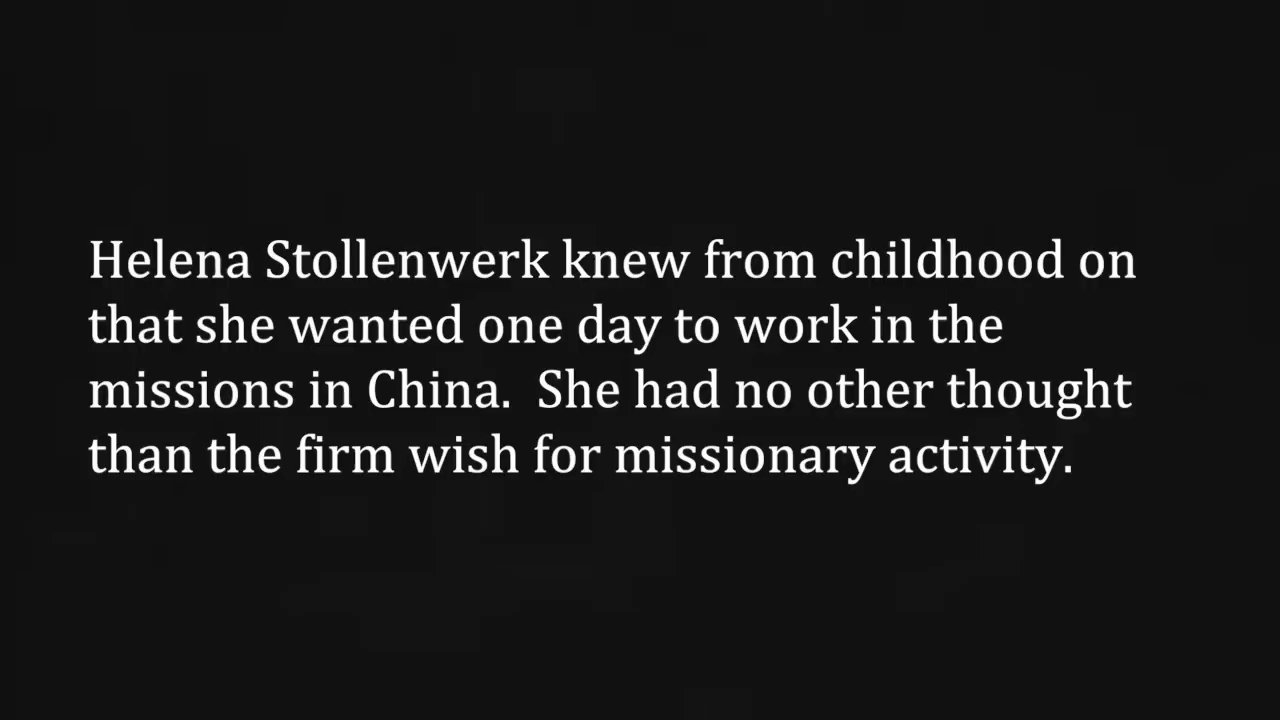 Helena Stollenwerk knew from childhood on
that she wanted one day to work in the
missions in China.  She had no other thought
than the firm wish for missionary activity.